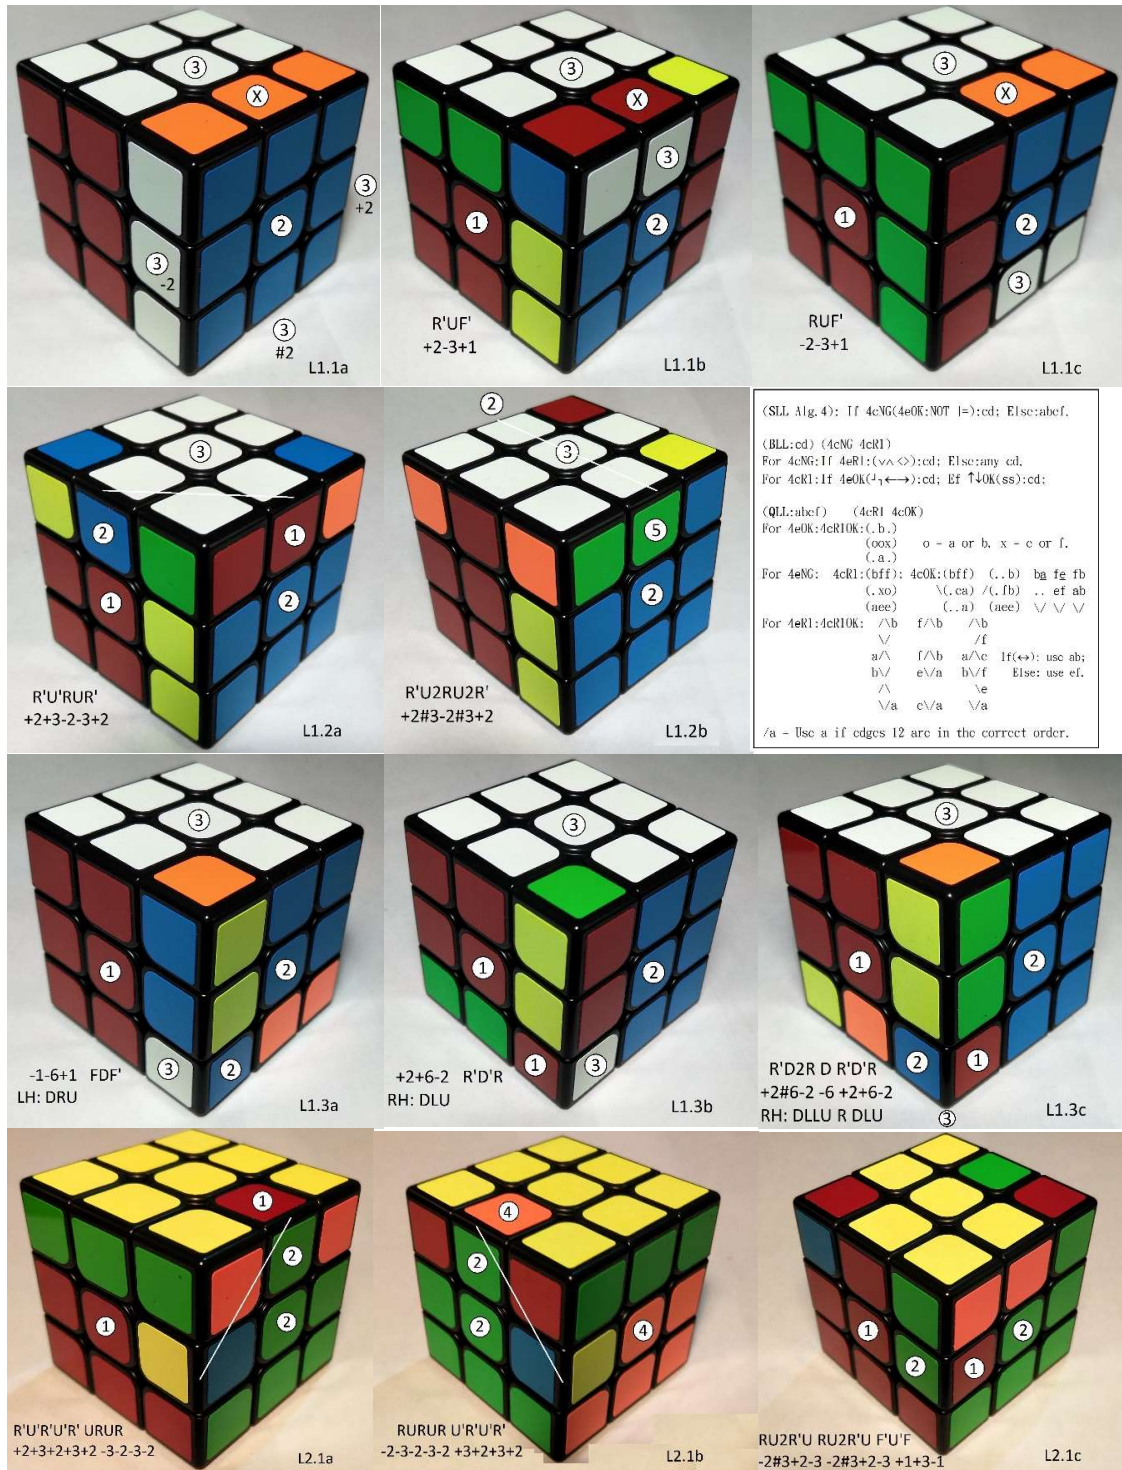 3
X
3
+2
2
3
-2
3
#2
L1.1a
3
X
3
1
2
R'UF'
+2-3+1
L1.1b
3
X
1
2
3
RUF'
-2-3+1
L1.1c
3
2
1
1
2
R'U'RUR'
+2+3-2-3+2
L1.2a
2
3
5
2
R'U2RU2R'
+2#3-2#3+2
L1.2b
(SLL Alg.4): If 4cNG(4eOK:NOT |=):cd; Else:abef.
(BLL:cd) (4cNG 4cRl)
For 4cNG:If 4eRl:(∨∧<>):cd; Else:any cd.
For 4cRl:If 4eOK(┘┐←→):cd; Ef ↑↓OK(ss):cd;
(QLL:abef) (4cRl 4cOK)
For 4eOK:4cRlOK:(.b.)
(oox) o - a or b, x - e or f.
(.a.)
For 4eNG: 4cRl:(bff): 4cOK:(bff) (..b) ba fe fb
(.xo) \(.ea) /(.fb) .. ef ab
(aee) (..a) (aee) \/ \/ \/
For 4eRl:4cRlOK: /\b f/\b /\b
\/ /f
a/\ f/\b a/\e If(↔): use ab;
b\/ e\/a b\/f Else: use ef.
/\ \e
\/a e\/a \/a
/a - Use a if edges 12 are in the correct order.
3
1
2
3
2
-1-6+1 FDF'
LH: DRU
L1.3a
3
1
2
1
3
+2+6-2 R'D'R
RH: DLU
L1.3b
3
1
2
2
1
R'D2R D R'D'R
+2#6-2 -6 +2+6-2
RH: DLLU R DLU
3
L1.3c
1
2
1
2
R'U'R'U'R' URUR
+2+3+2+3+2 -3-2-3-2
L2.1a
4
2
2
4
RURUR U'R'U'R'
-2-3-2-3-2 +3+2+3+2
L2.1b
1
2
2
1
RU2R'U RU2R'U F'U'F
-2#3+2-3 -2#3+2-3 +1+3-1
L2.1c